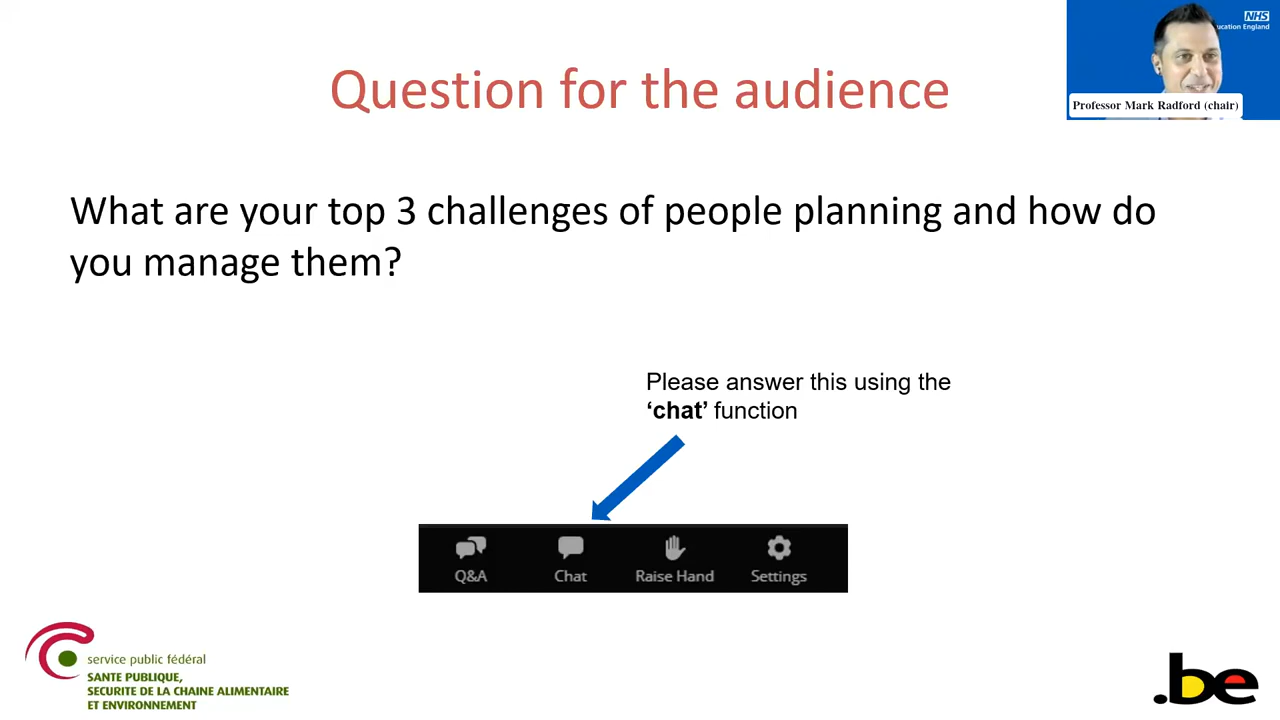 NHS
ucation England
Professor Mark Radford (chair)
Question for the audience
What are your top 3 challenges of people planning and how do
you manage them?
Please answer this using the
‘chat’ function
Q&A
Chat
Raise Hand
Settings
service public fédéral
SANTE PUBLIQUE,
SECURITE DE LA CHAINE ALIMENTAIRE
ET ENVIRONNEMENT
.be